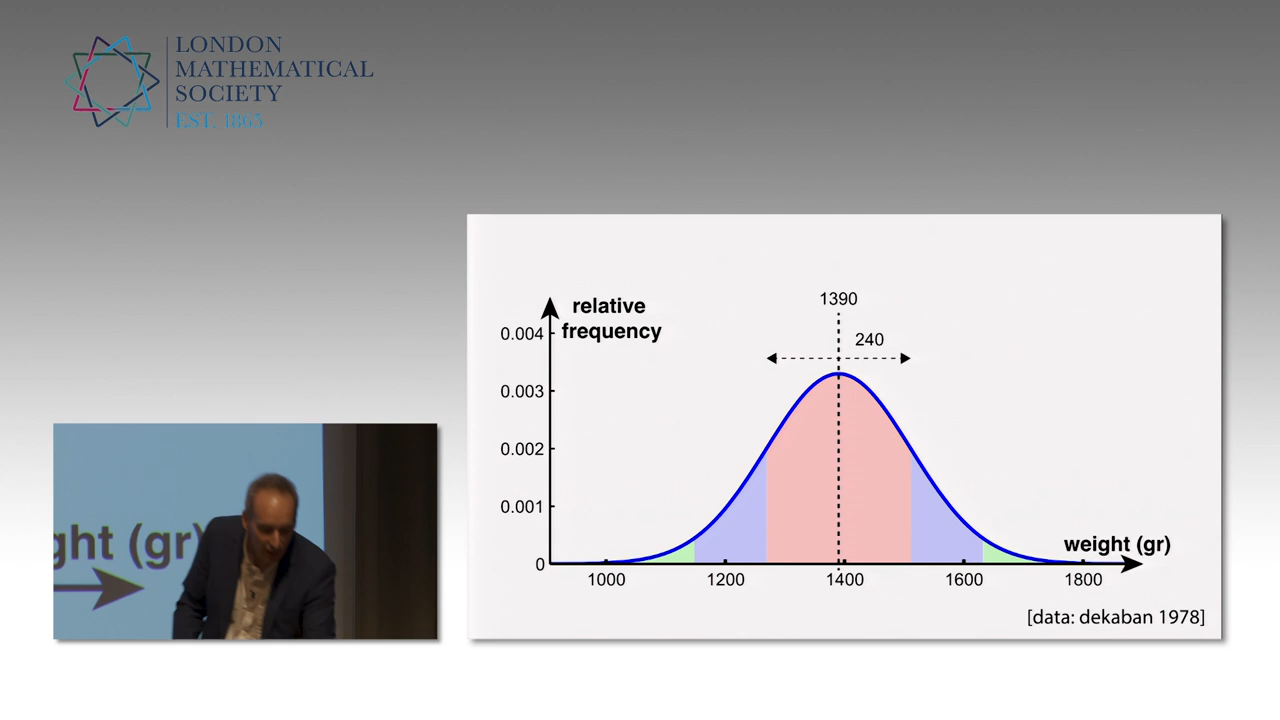 LONDON
MATHEMATICAL
SOCIETY
EST. 1865
1390
relative
frequency
240
0.004
0.003
0.002
0.001
0
1000
1200
1400
1600
1800
weight (gr)
[data: dekaban 1978]
ght (gr)